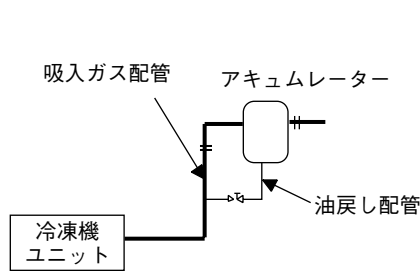 吸入ガス配管
アキュムレーター
油戻し配管
冷凍機
ユニット